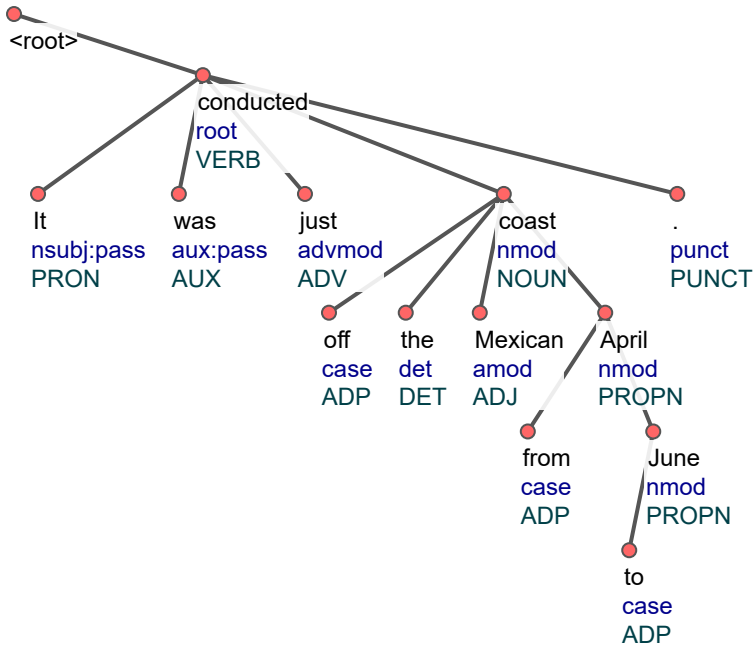 <root>
conducted
root
VERB
It was just coast .
nsubj:pass aux:pass advmod nmod punct
PRON AUX ADV NOUN PUNCT
off the Mexican April
case det amod nmod
ADP DET ADJ PROPN
from June
case nmod
ADP PROPN
to
case
ADP